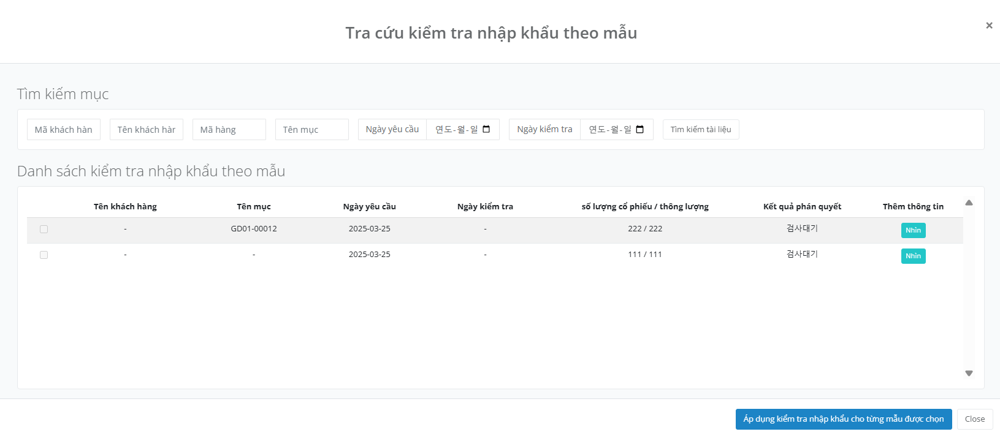 Tra cứu kiểm tra nhập khẩu theo mẫu
×
Tìm kiếm mục
Mã khách hàn Tên khách hàr Mã hàng Tên mục Ngày yêu cầu 연도-월-일 Ngày kiểm tra 연도-월-일 Tìm kiếm tài liệu
Danh sách kiểm tra nhập khẩu theo mẫu
Tên khách hàng Tên mục Ngày yêu cầu Ngày kiểm tra số lượng cổ phiếu / thông lượng Kết quả phán quyết Thêm thông tin
- GD01-00012 2025-03-25 - 222 / 222 검사대기 Nhìn
- - 2025-03-25 - 111 / 111 검사대기 Nhìn
Áp dụng kiểm tra nhập khẩu cho từng mẫu được chọn Close